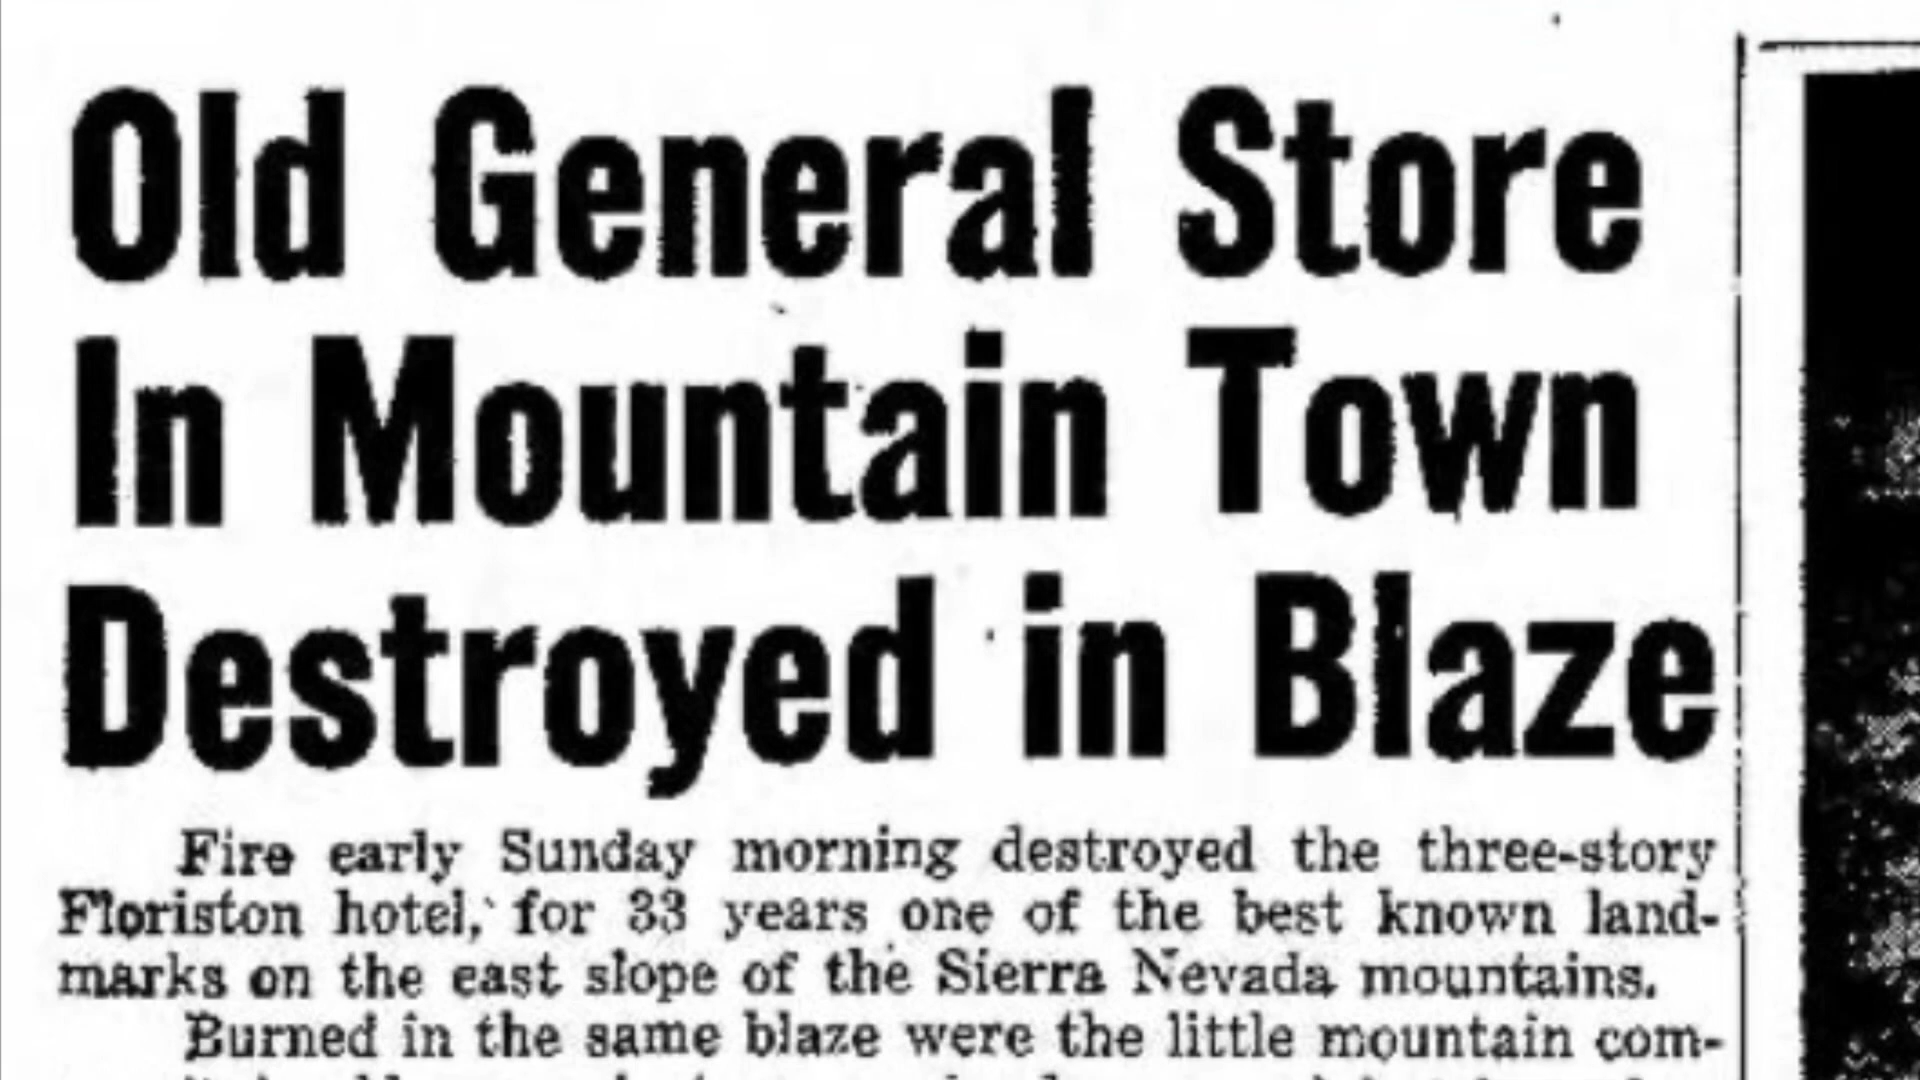 Old General Store
In Mountain Town
Destroyed in Blaze
Fire early Sunday morning destroyed the three-story
Floriston hotel, for 33 years one of the best known land-
marks on the east slope of the Sierra Nevada mountains.
Burned in the same blaze were the little mountain com-